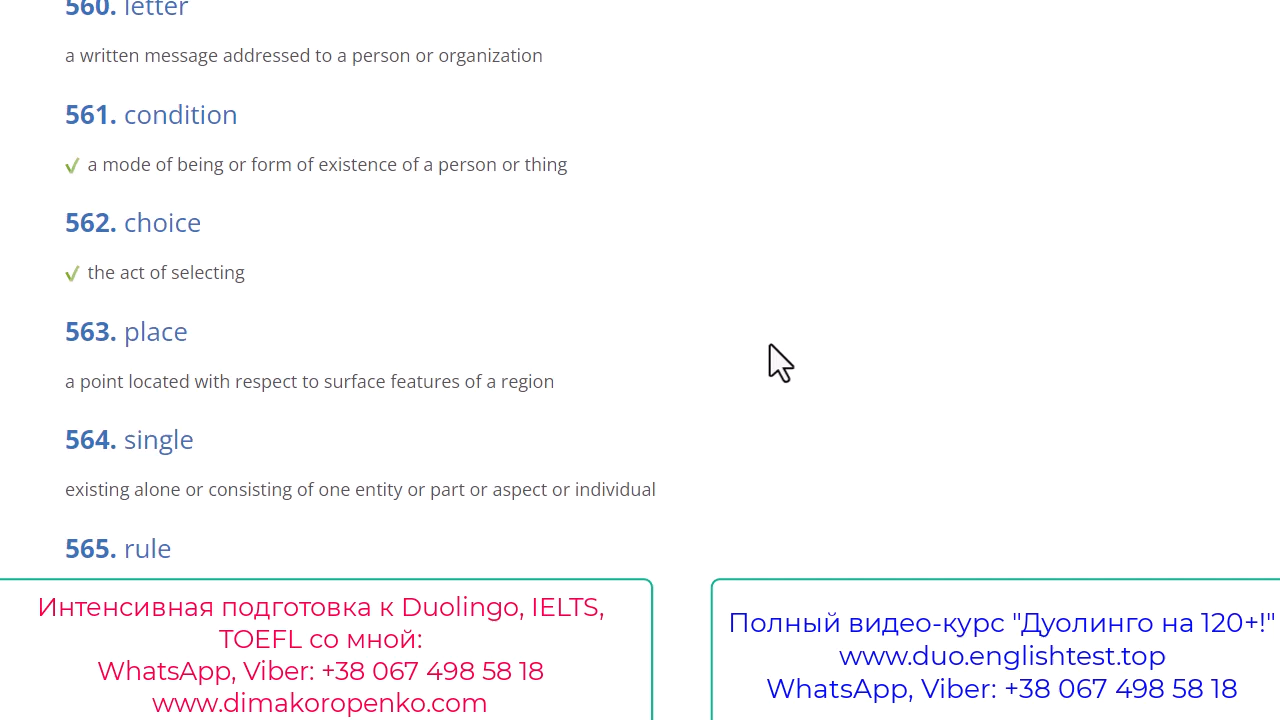 560. letter
a written message addressed to a person or organization
561. condition
a mode of being or form of existence of a person or thing
562. choice
the act of selecting
563. place
a point located with respect to surface features of a region
564. single
existing alone or consisting of one entity or part or aspect or individual
565. rule
Интенсивная подготовка к Duolingo, IELTS,
TOEFL со мной:
WhatsApp, Viber: +38 067 498 58 18
www.dimakoropenko.com
Полный видео-курс "Дуолинго на 120+!"
www.duo.englishtest.top
WhatsApp, Viber: +38 067 498 58 18